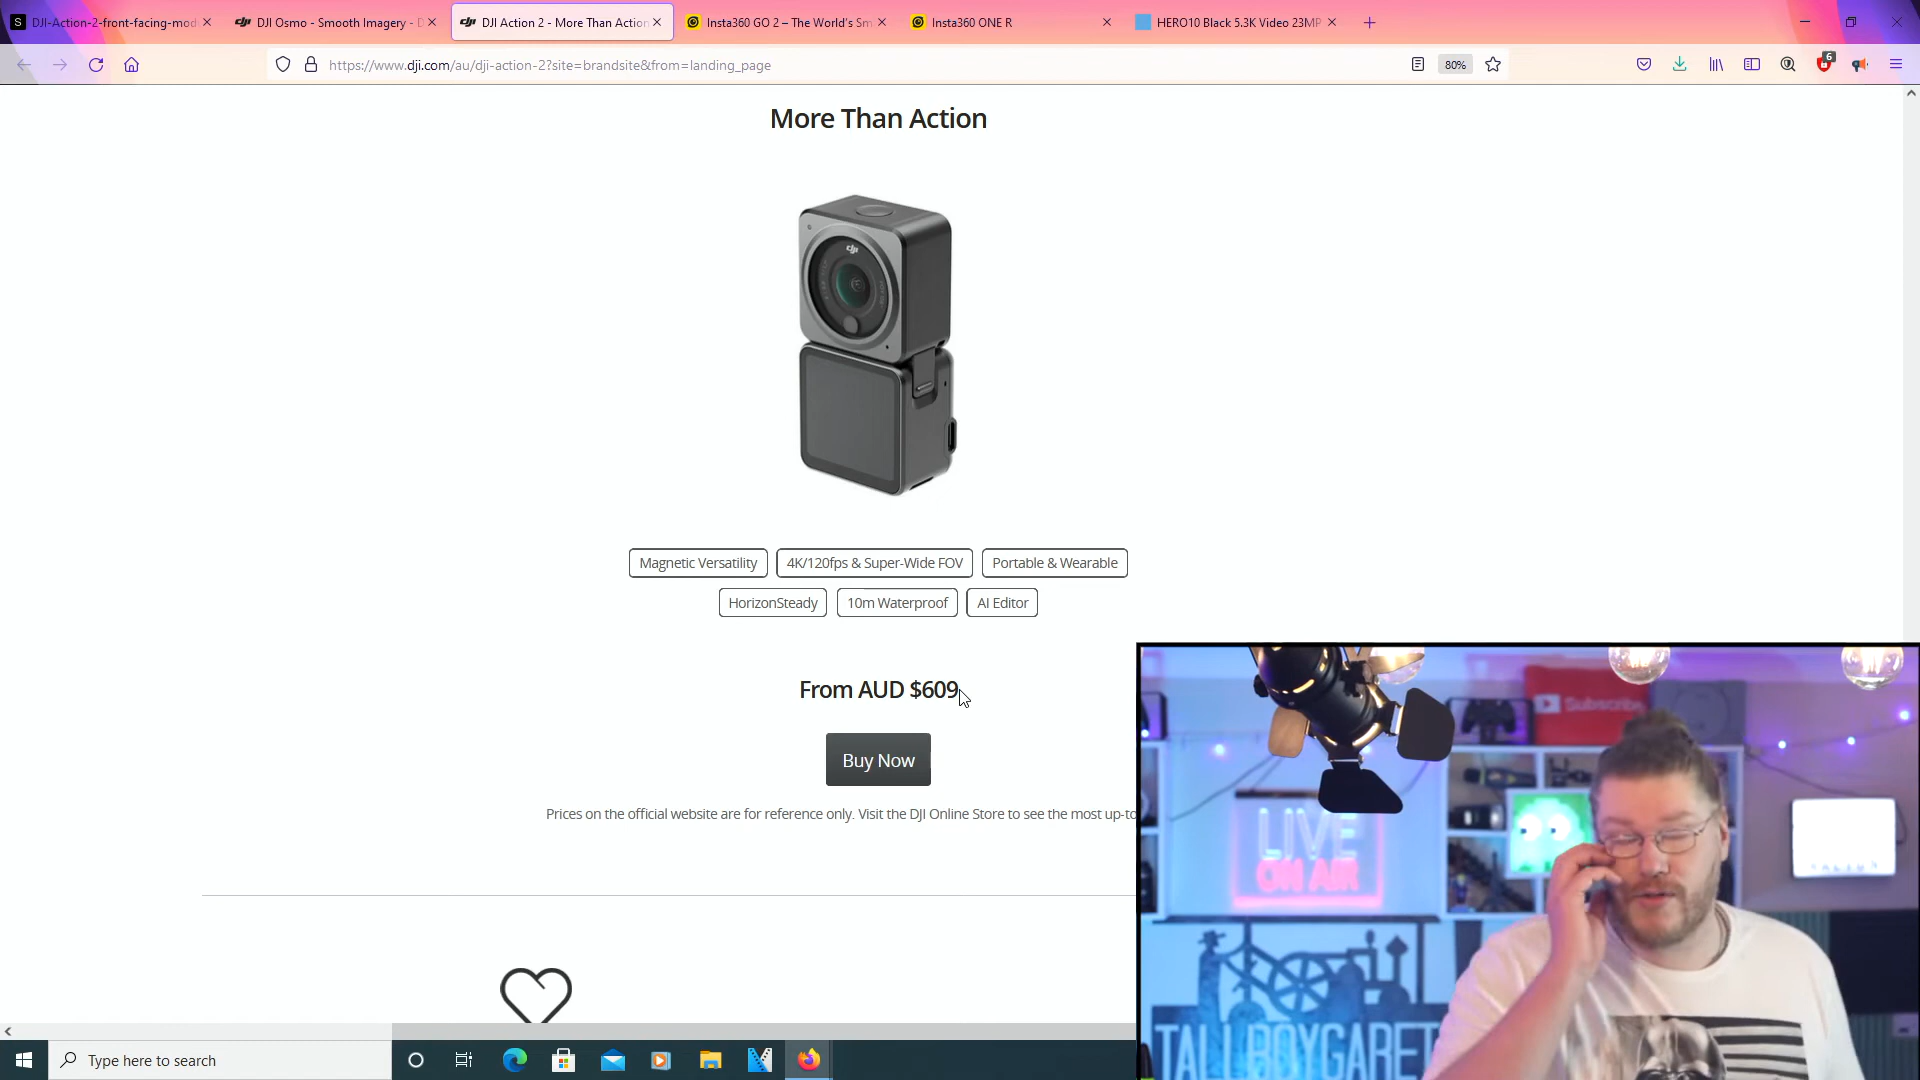 DJI-Action-2-front-facing-mod
DJI Osmo - Smooth Imagery - D
DJI Action 2 - More Than Action
Insta360 GO 2 – The World's Sm
Insta360 ONE R
HERO10 Black 5.3K Video 23MP
https://www.dji.com/au/dji-action-2?site=brandsite&from=landing_page
80%
6
More Than Action
dji
Magnetic Versatility
4K/120fps & Super-Wide FOV
Portable & Wearable
HorizonSteady
10m Waterproof
AI Editor
From AUD $609
Buy Now
Prices on the official website are for reference only. Visit the DJI Online Store to see the most up-to
Subscribe
LIVE
ON AIR
TALLBOYGARET
Type here to search